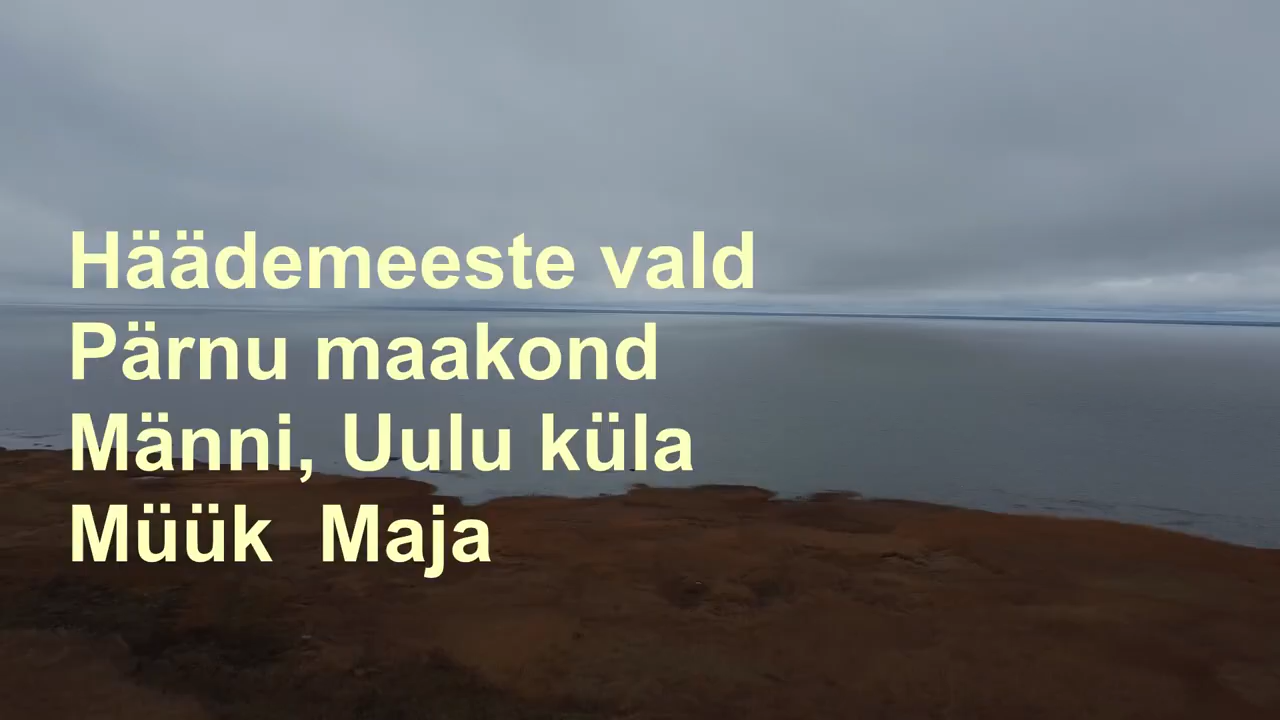 Häädemeeste vald
Pärnu maakond
Männi, Uulu küla
Müük  Maja